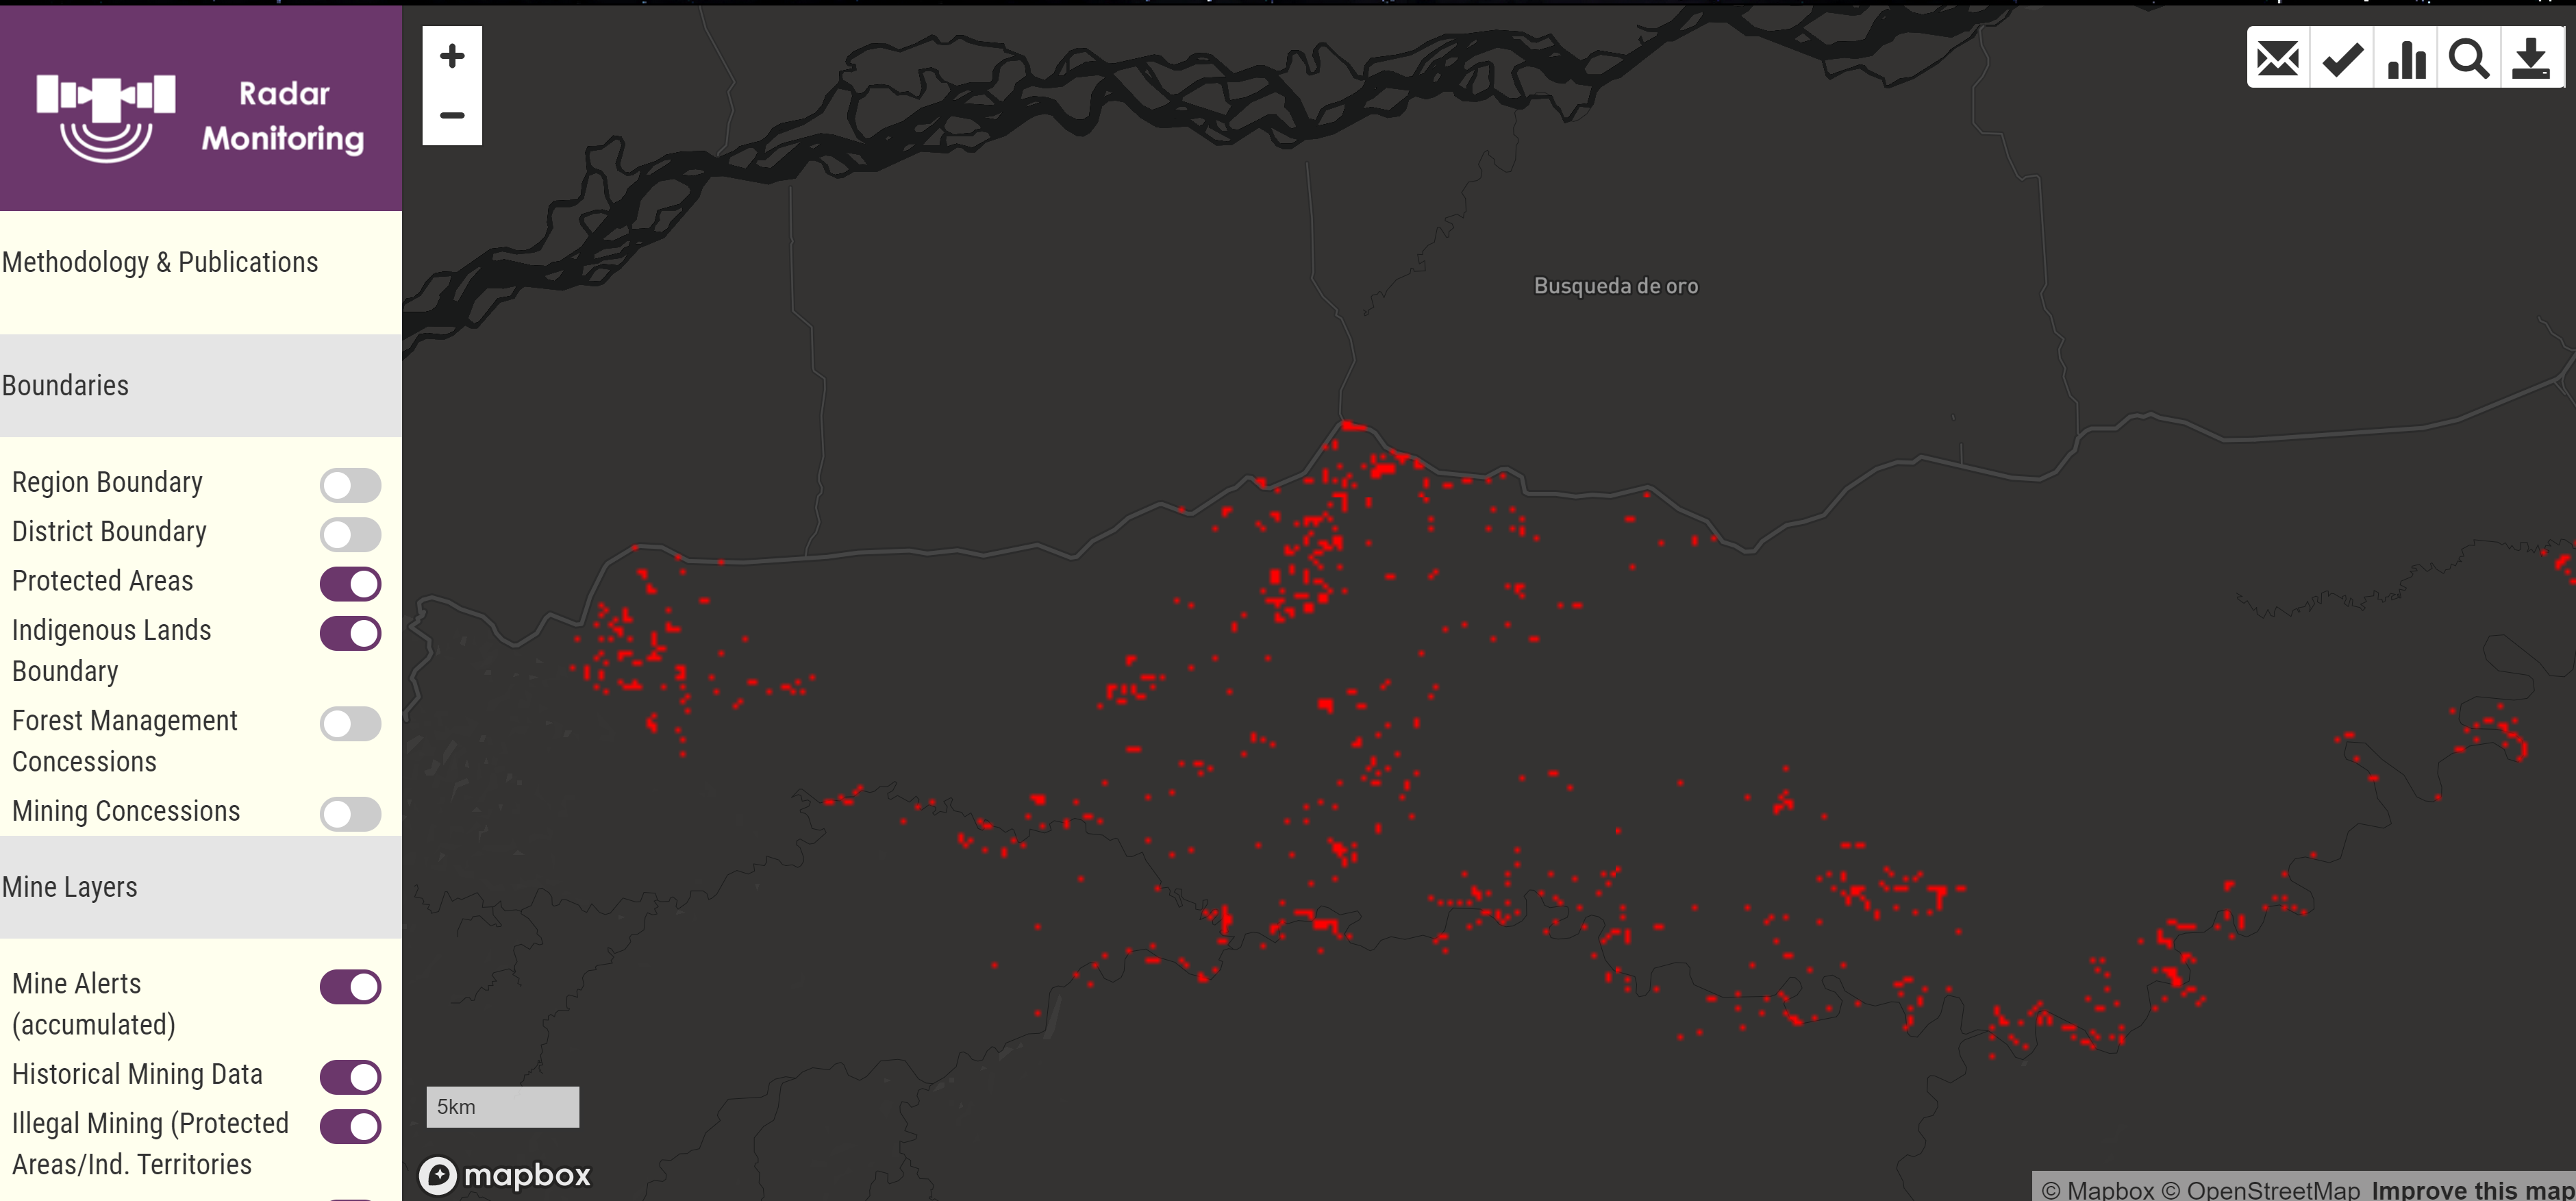 Radar
Monitoring
Methodology & Publications
Boundaries
Region Boundary
District Boundary
Protected Areas
Indigenous Lands
Boundary
Forest Management
Concessions
Mining Concessions
Mine Layers
Mine Alerts
(accumulated)
Historical Mining Data
Illegal Mining (Protected
Areas/Ind. Territories
+
−
Busqueda de oro
5km
mapbox
© Mapbox © OpenStreetMap Improve this map